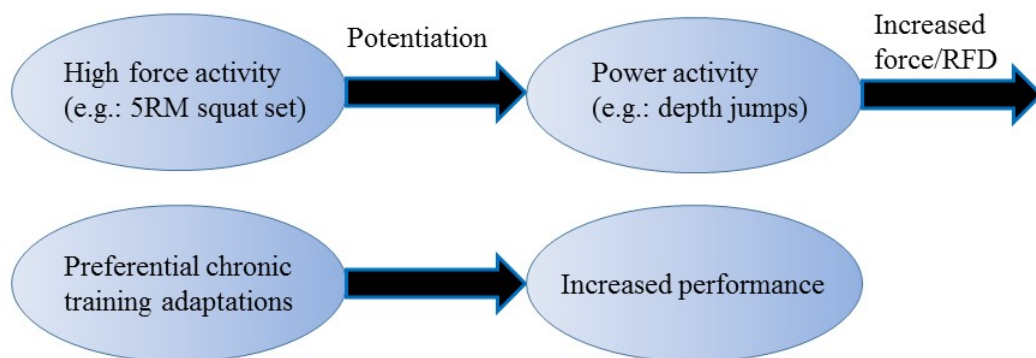 High force activity
(e.g.: 5RM squat set)
Potentiation
Power activity
(e.g.: depth jumps)
Increased
force/RFD
Preferential chronic
training adaptations
Increased performance